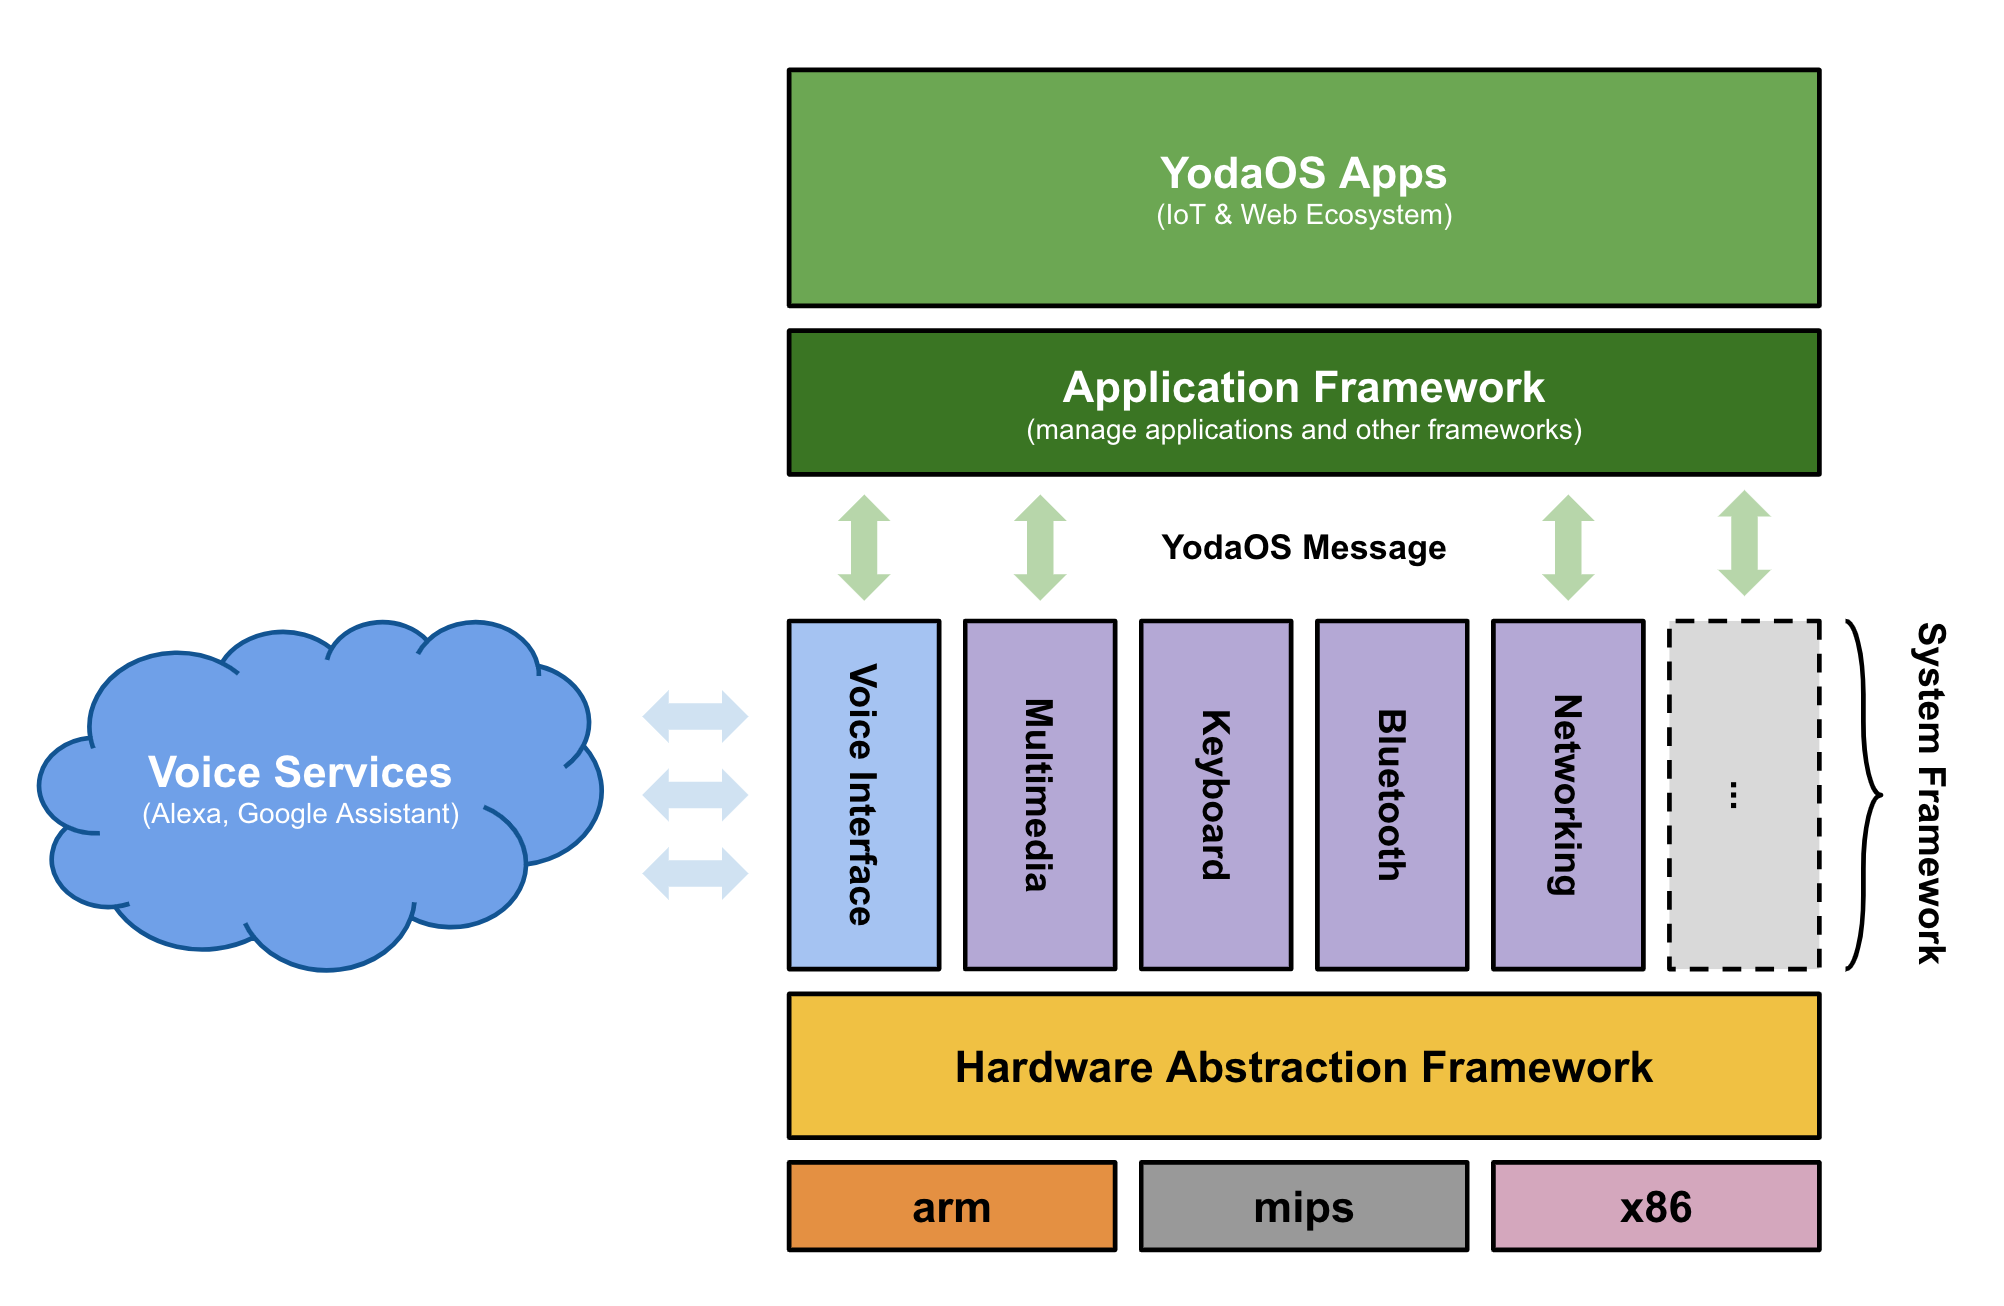 YodaOS Apps
(IoT & Web Ecosystem)
Application Framework
(manage applications and other frameworks)
YodaOS Message
Voice Services
(Alexa, Google Assistant)
Voice Interface
Multimedia
Keyboard
Bluetooth
Networking
...
System Framework
Hardware Abstraction Framework
arm
mips
x86